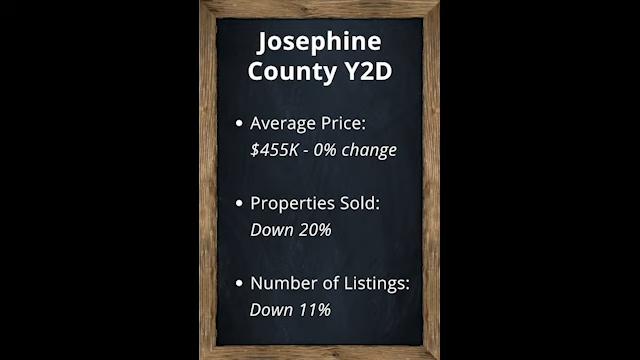 Josephine
County Y2D
• Average Price:
$455K - 0% change
• Properties Sold:
Down 20%
• Number of Listings:
Down 11%